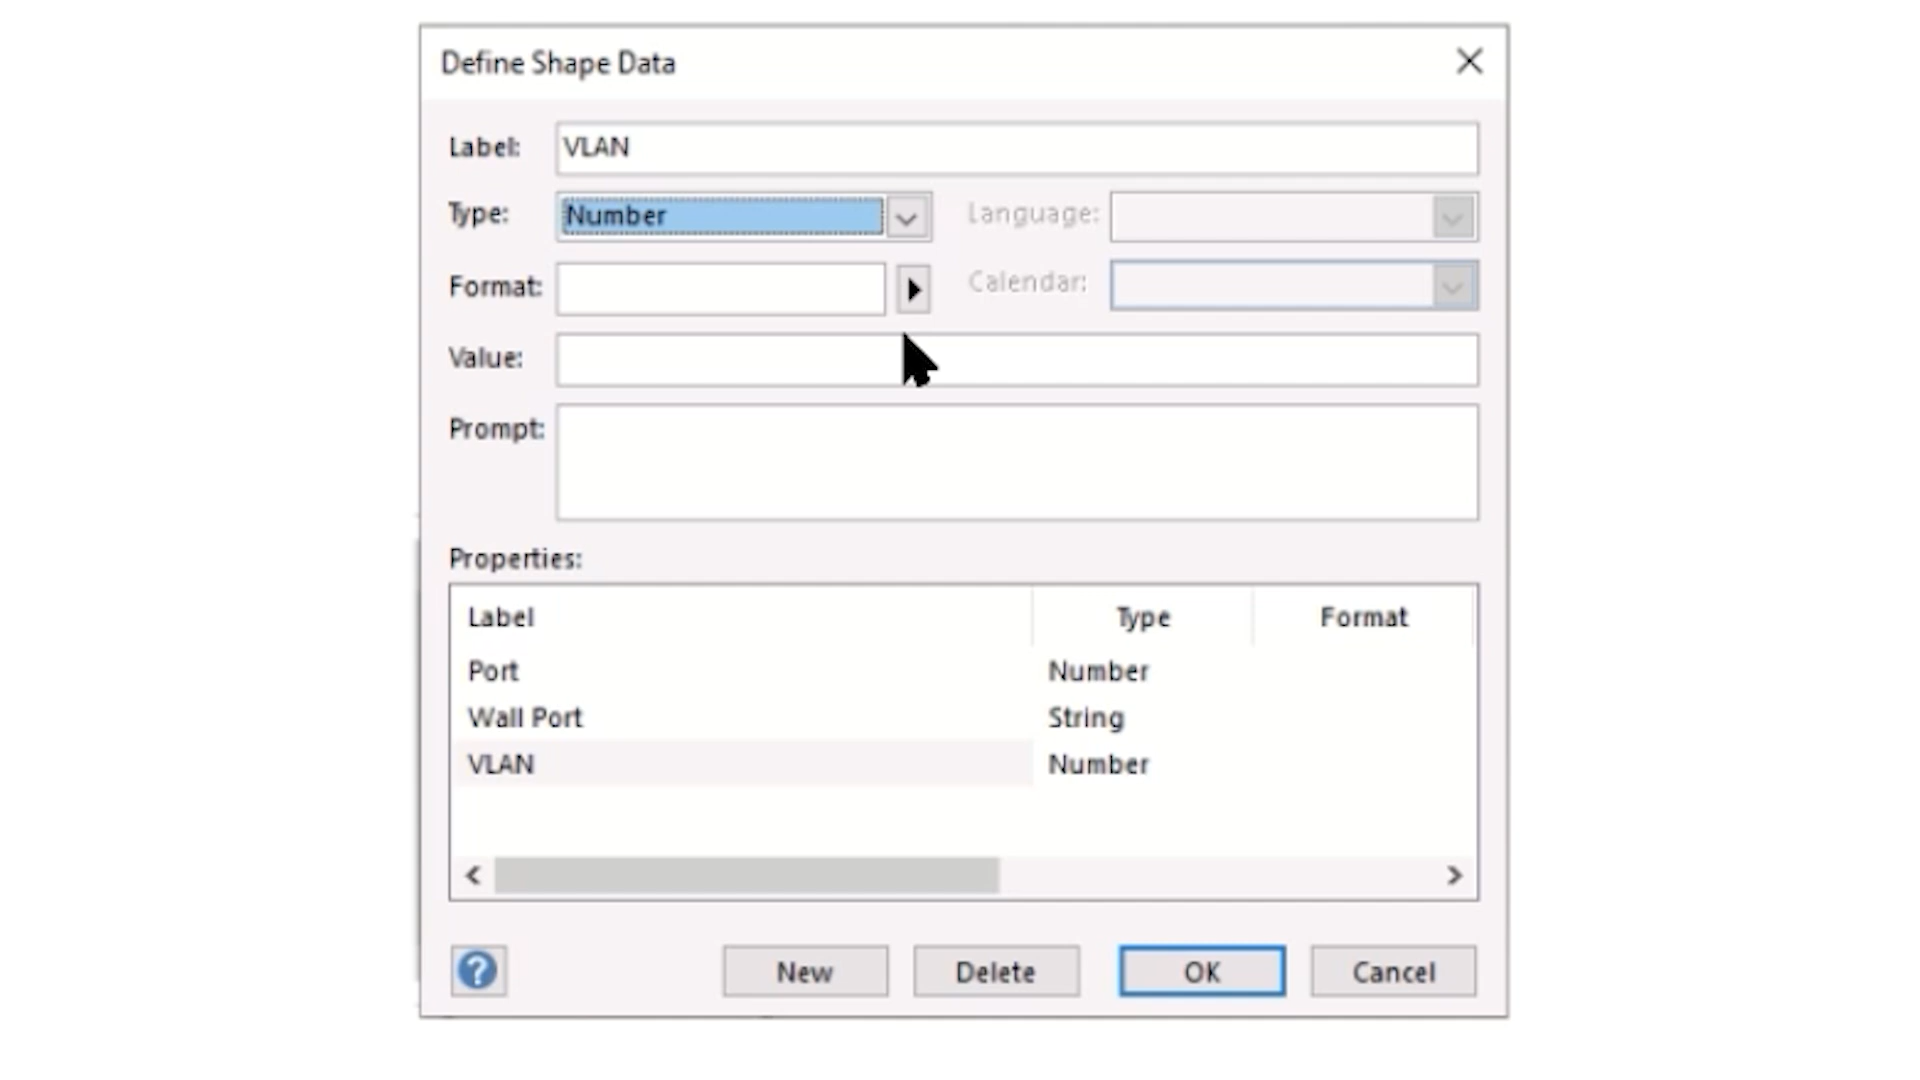 Define Shape Data
Label: VLAN
Type: Number Language:
Format: Calendar:
Value:
Prompt:
Properties:
Label Type Format
Port Number
Wall Port String
VLAN Number
? New Delete OK Cancel